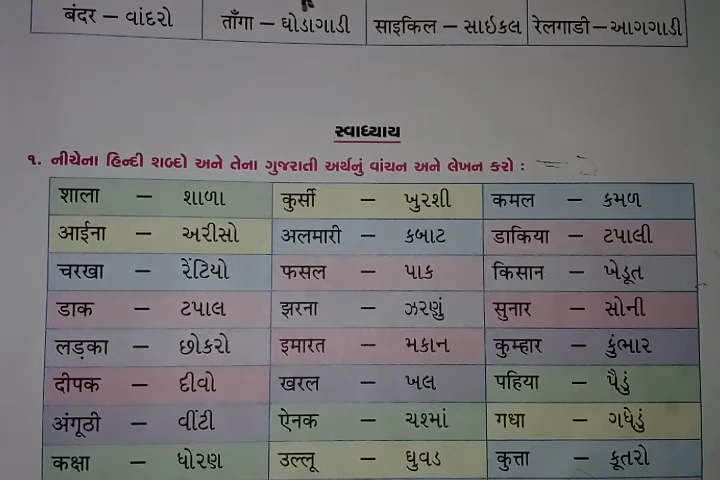 बंदर – વાંદરો ताँगा – ઘોડાગાડી साइकिल – સાઇકલ रेलगाडी – આગગાડી
સ્વાધ્યાય
૧. નીચેના હિન્દી શબ્દો અને તેના ગુજરાતી અર્થનું વાંચન અને લેખન કરો :
शाला – શાળા कुर्सी – ખુરશી कमल – કમળ
आईना – અરીસો अलमारी – કબાટ डाकिया – ટપાલી
चरखा – રેંટિયો फसल – પાક किसान – ખેડૂત
डाक – ટપાલ झरना – ઝરણું सुनार – સોની
लड़का – છોકરો इमारत – મકાન कुम्हार – કુંભાર
दीपक – દીવો खरल – ખલ पहिया – પૈડું
अंगूठी – વીંટી ऐनक – ચશ્માં गधा – ગધેડું
कक्षा – ધોરણ उल्लू – ઘુવડ कुत्ता – કૂતરો